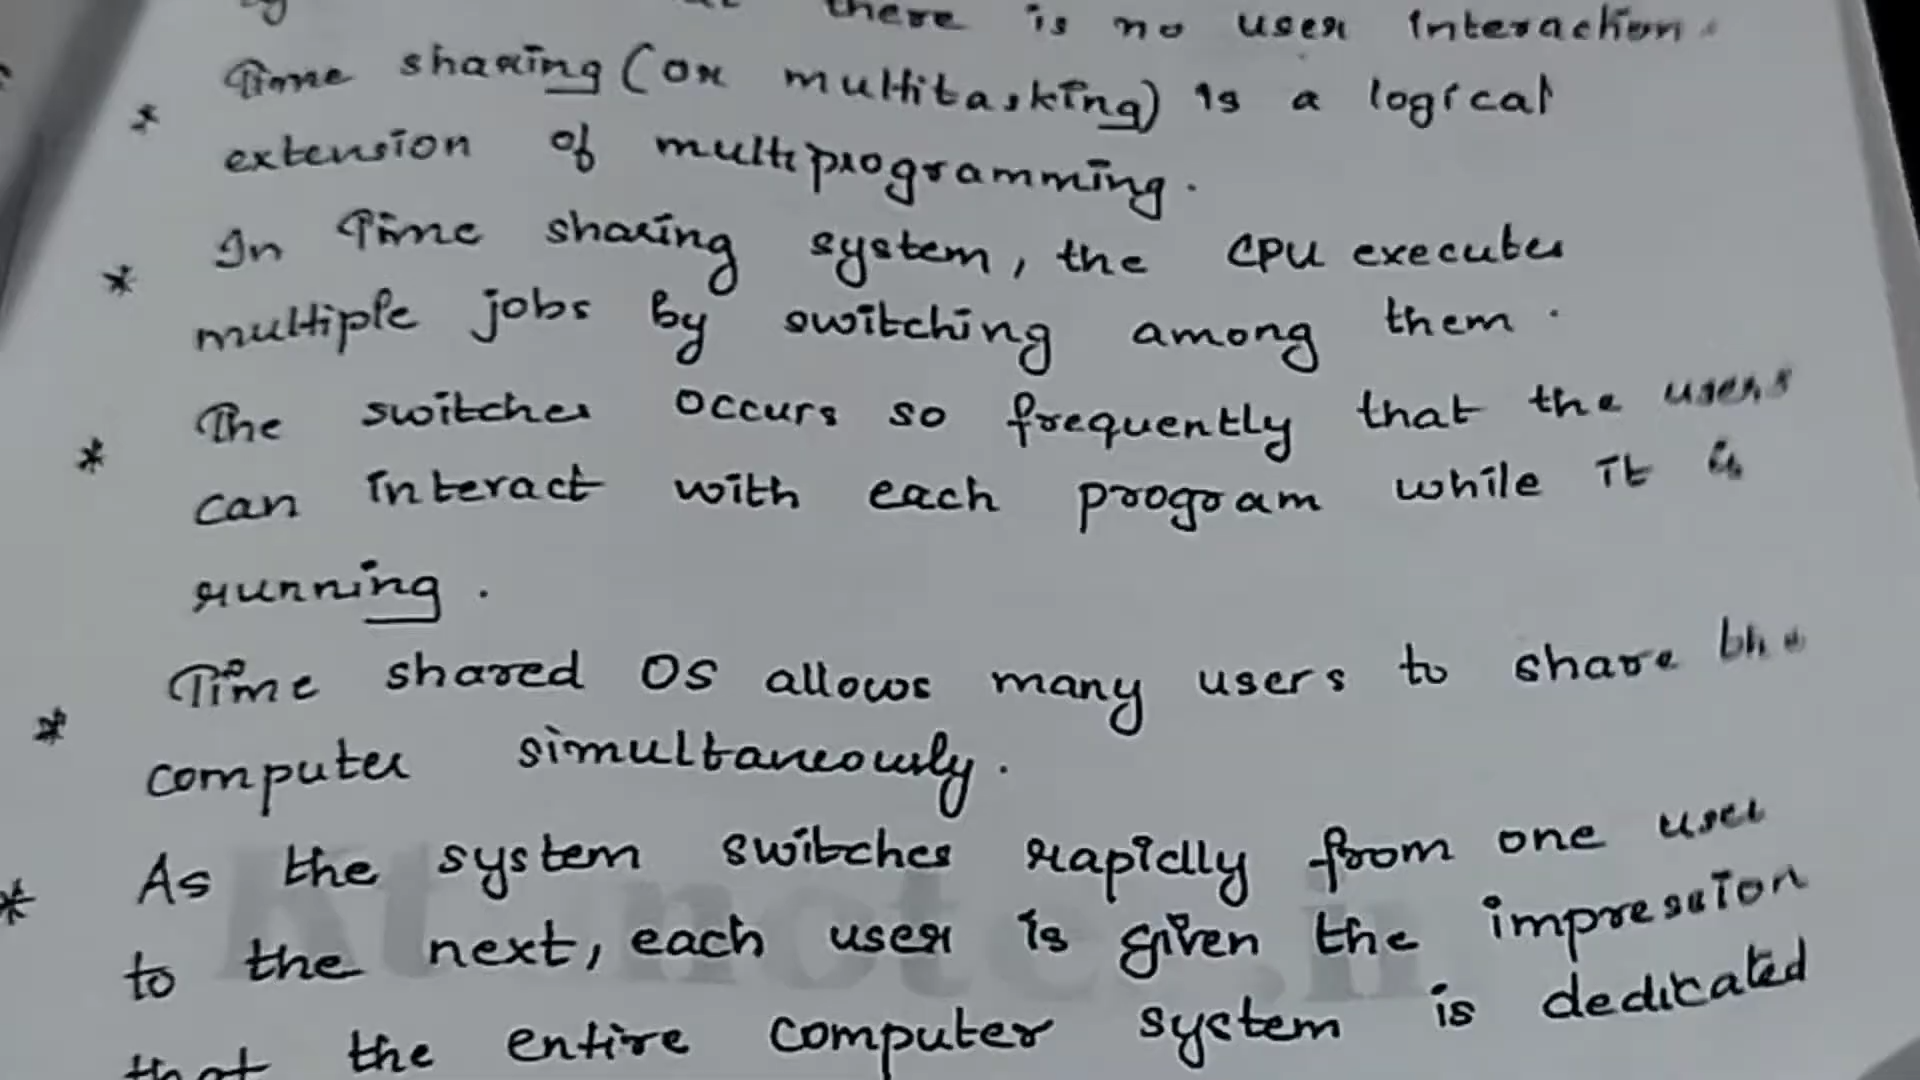 there is no user interaction.
* Time sharing (or multitasking) is a logical
extension of multiprogramming.
* In Time sharing system, the CPU executes
multiple jobs by switching among them.
* The switches occurs so frequently that the users
can interact with each program while it is
running.
* Time shared OS allows many users to share the
computer simultaneously.
* As the system switches rapidly from one user
to the next, each user is given the impression
that the entire computer system is dedicated